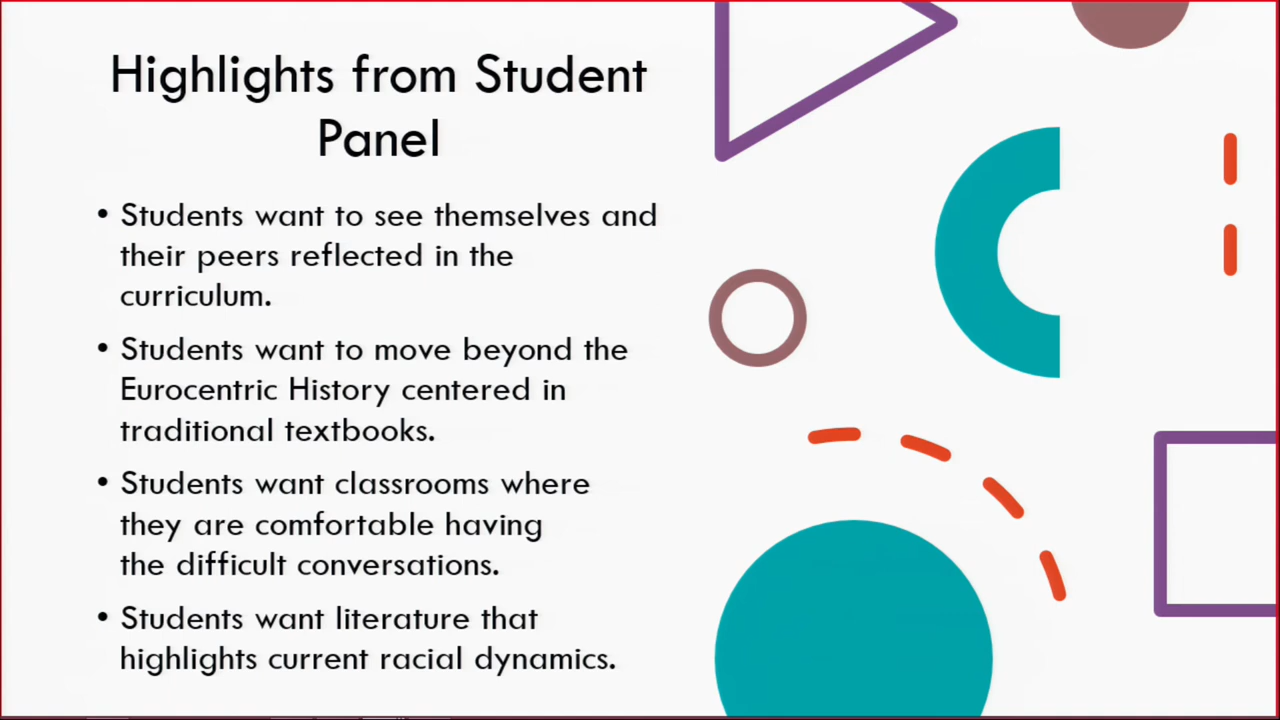 Highlights from Student
Panel
• Students want to see themselves and
their peers reflected in the
curriculum.
• Students want to move beyond the
Eurocentric History centered in
traditional textbooks.
• Students want classrooms where
they are comfortable having
the difficult conversations.
• Students want literature that
highlights current racial dynamics.